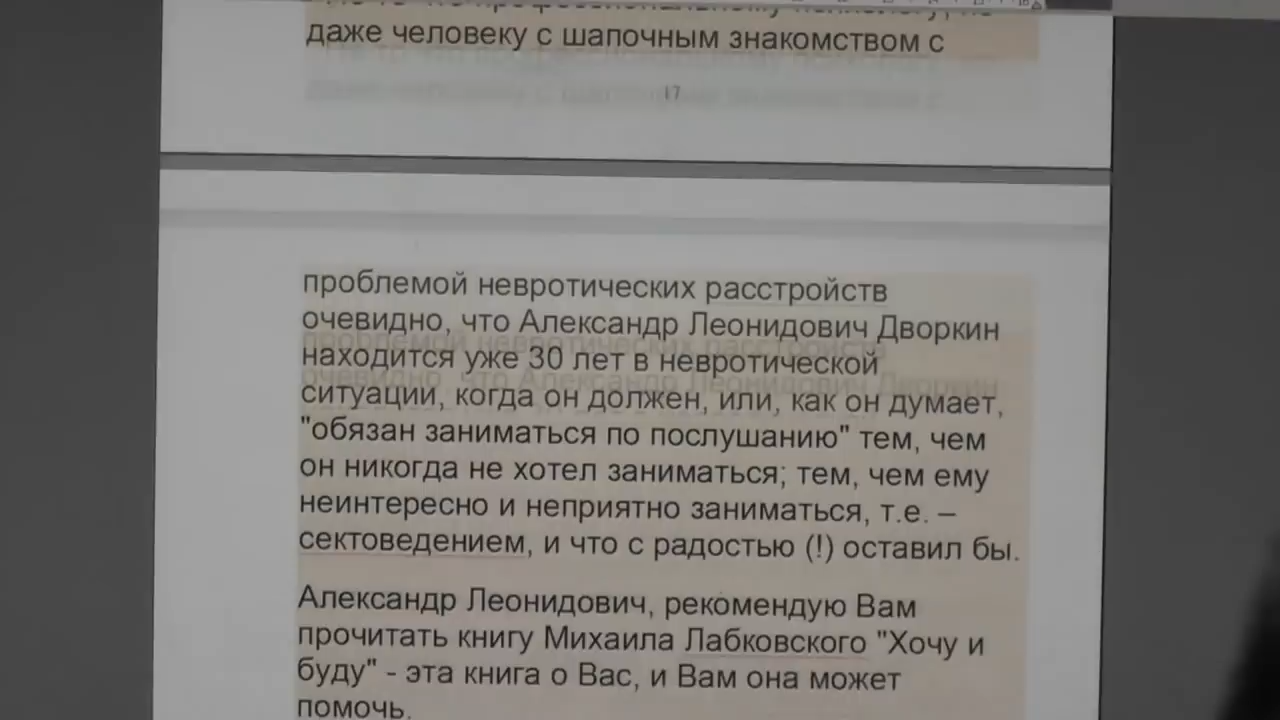 даже человеку с шапочным знакомством с
17
проблемой невротических расстройств
очевидно, что Александр Леонидович Дворкин
находится уже 30 лет в невротической
ситуации, когда он должен, или, как он думает,
"обязан заниматься по послушанию" тем, чем
он никогда не хотел заниматься; тем, чем ему
неинтересно и неприятно заниматься, т.е. –
сектоведением, и что с радостью (!) оставил бы.
Александр Леонидович, рекомендую Вам
прочитать книгу Михаила Лабковского "Хочу и
буду" - эта книга о Вас, и Вам она может
помочь.